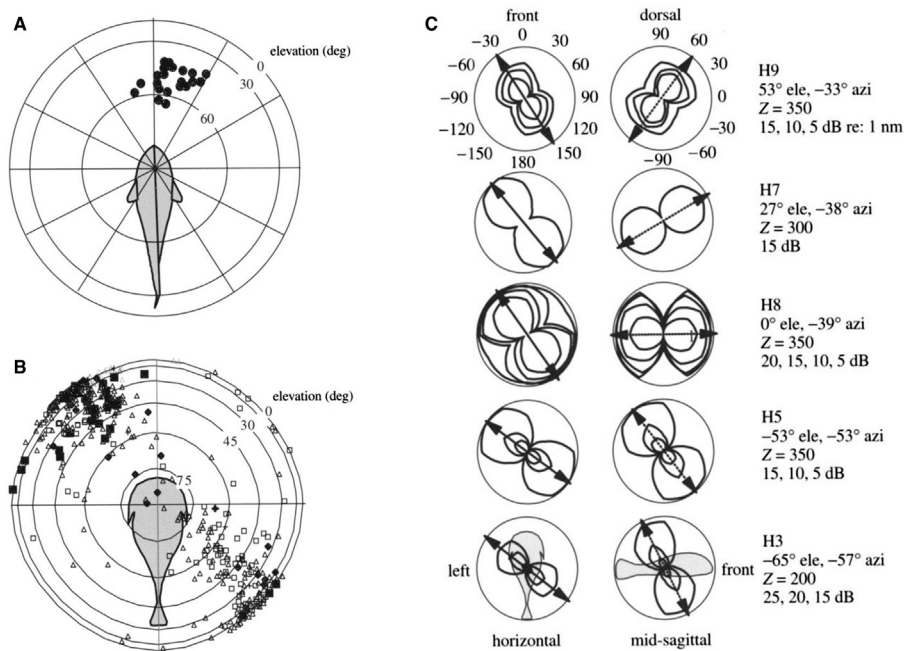 A
elevation (deg)
0
30
60
B
elevation (deg)
0
30
45
75
C
front
dorsal
-30 0 30
-60 60
-90 90
-120 120
-150 180 150
90
60
30
0
-30
-60
-90
H9
53° ele, -33° azi
Z = 350
15, 10, 5 dB re: 1 nm
H7
27° ele, -38° azi
Z = 300
15 dB
H8
0° ele, -39° azi
Z = 350
20, 15, 10, 5 dB
H5
-53° ele, -53° azi
Z = 350
15, 10, 5 dB
H3
-65° ele, -57° azi
Z = 200
25, 20, 15 dB
left
front
horizontal
mid-sagittal